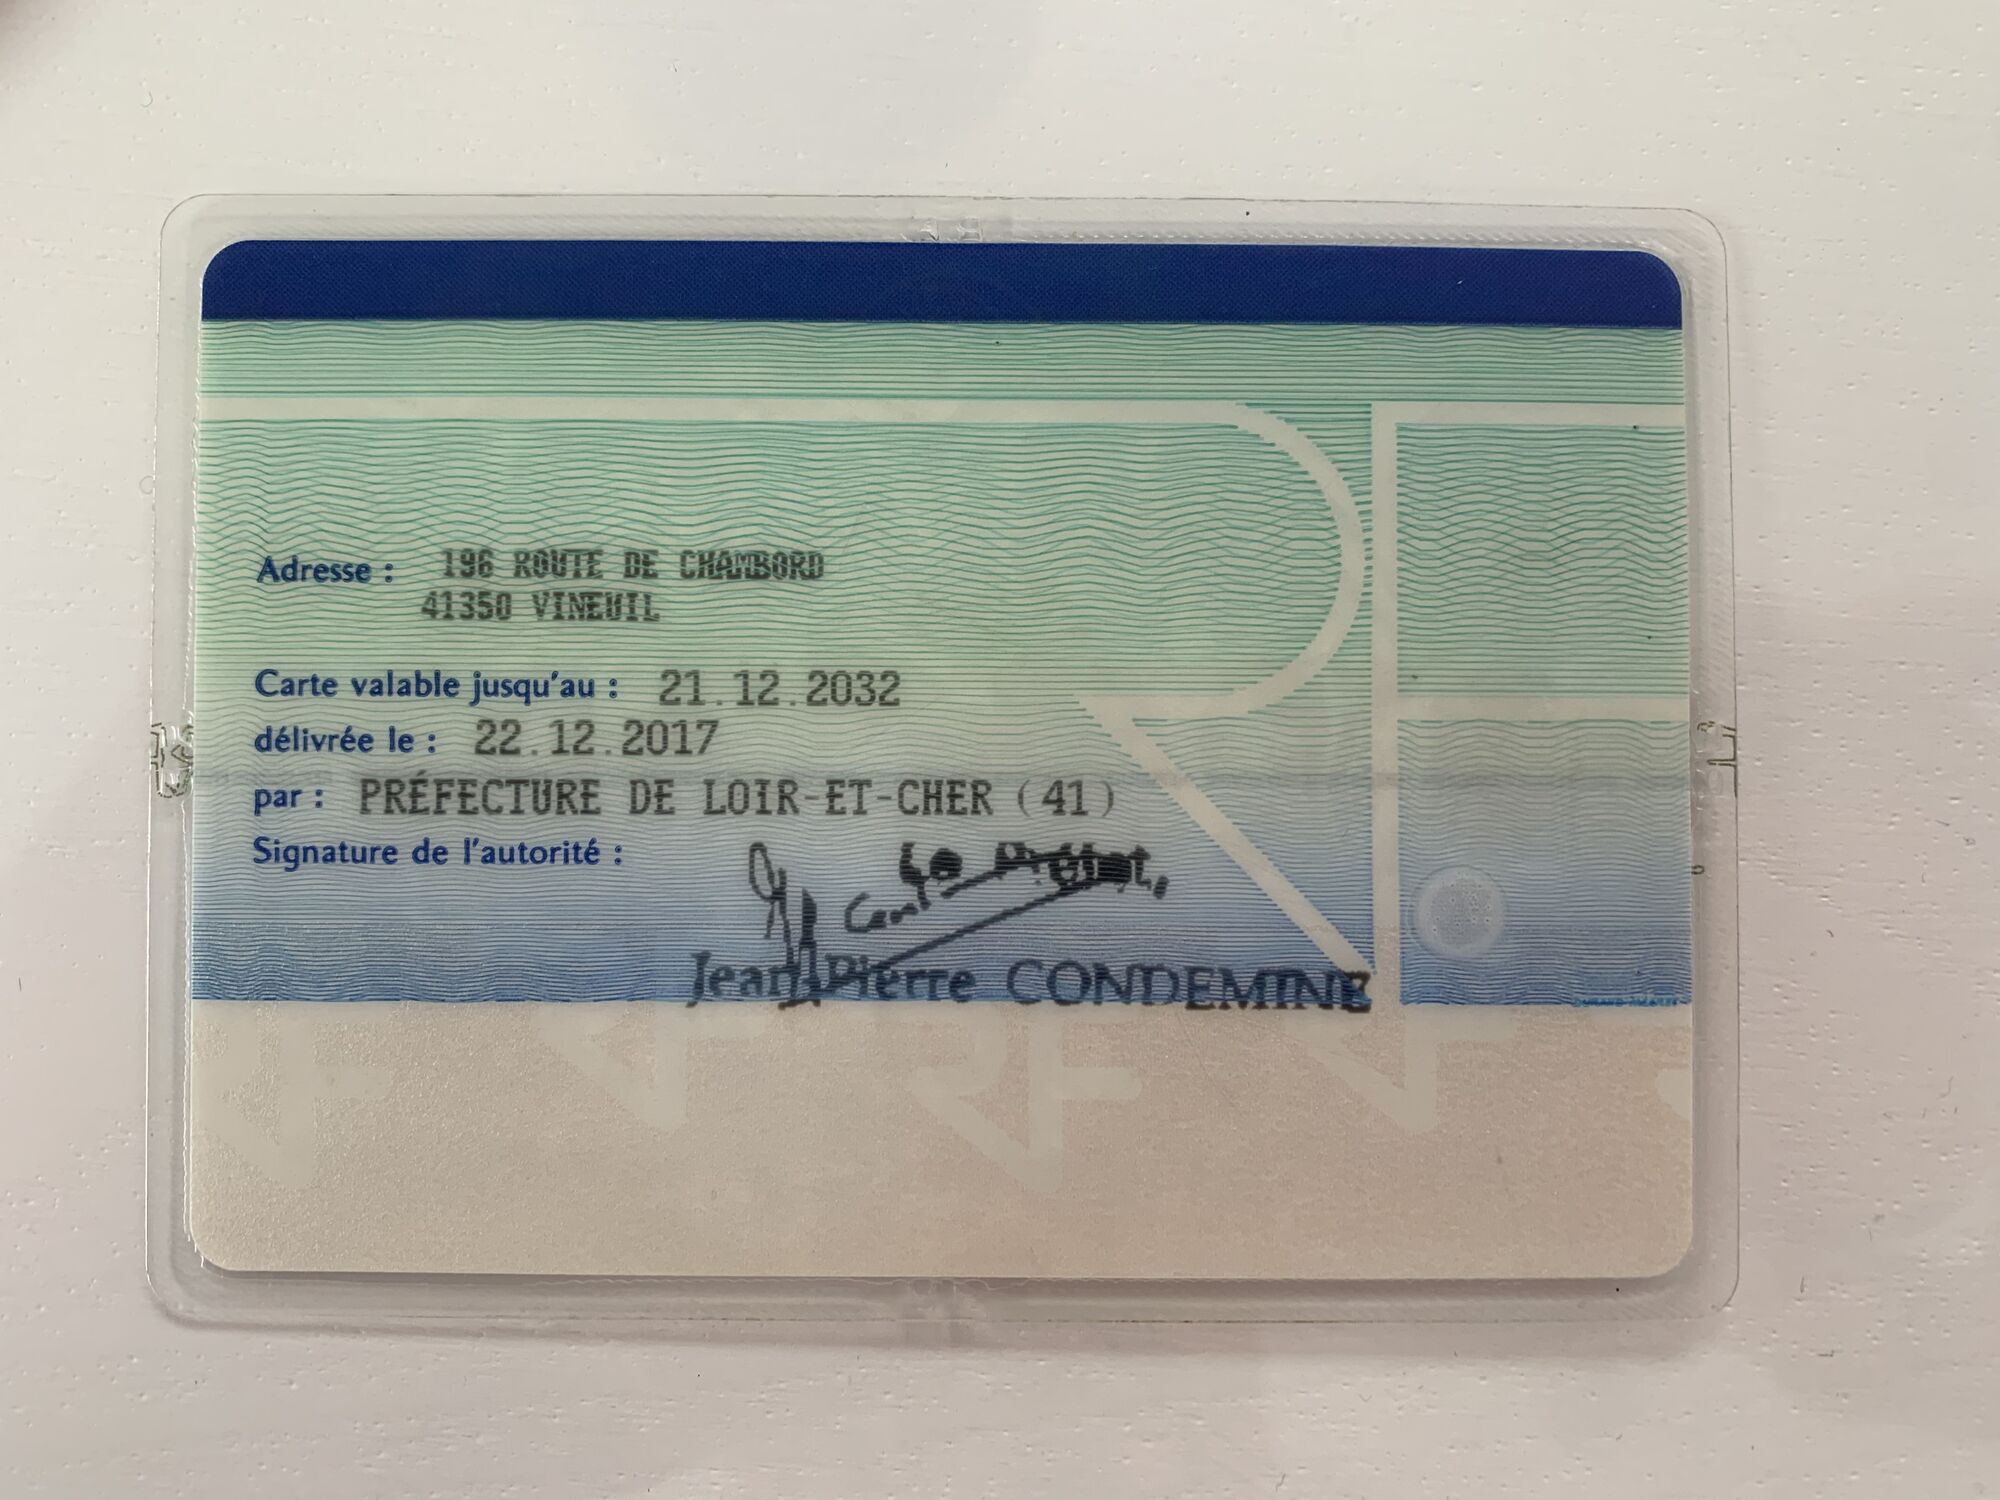 Adresse : 196 ROUTE DE CHAMBORD
41350 VINEUIL
Carte valable jusqu'au : 21.12.2032
délivrée le : 22.12.2017
par : PRÉFECTURE DE LOIR-ET-CHER (41)
Signature de l'autorité :
Jean-Pierre CONDEMINE
RF